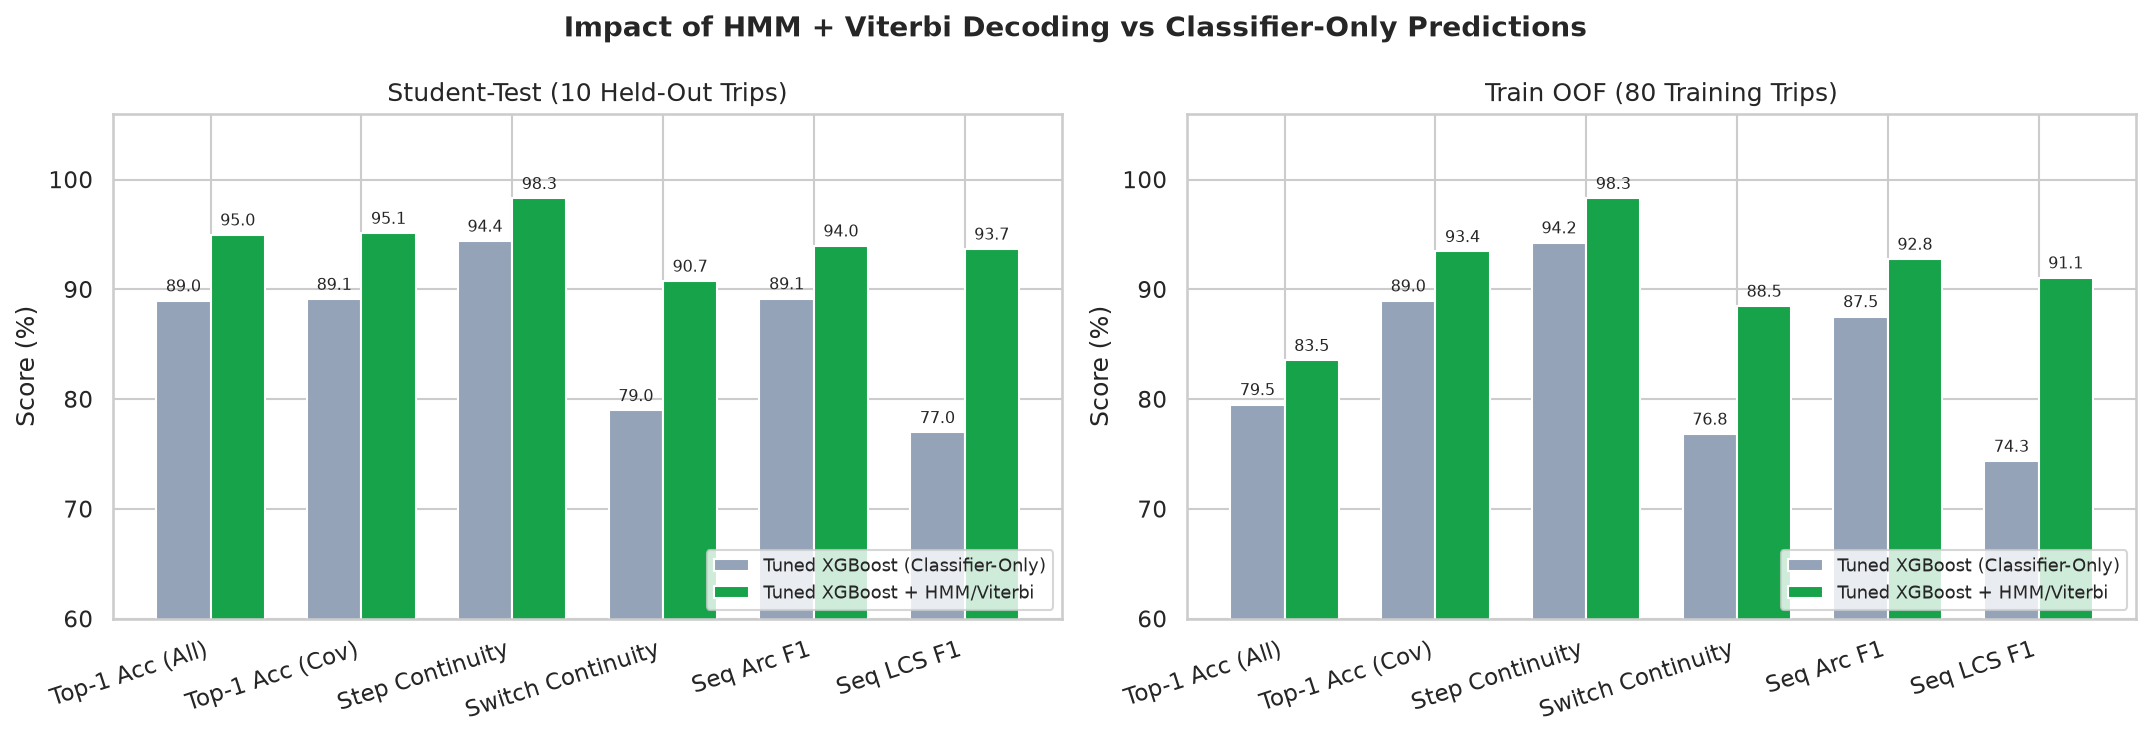 Impact of HMM + Viterbi Decoding vs Classifier-Only Predictions
Student-Test (10 Held-Out Trips)
Score (%)
100
90
80
70
60
89.0
95.0
89.1
95.1
94.4
98.3
79.0
90.7
89.1
94.0
77.0
93.7
Tuned XGBoost (Classifier-Only)
Tuned XGBoost + HMM/Viterbi
Top-1 Acc (All)
Top-1 Acc (Cov)
Step Continuity
Switch Continuity
Seq Arc F1
Seq LCS F1
Train OOF (80 Training Trips)
Score (%)
100
90
80
70
60
79.5
83.5
89.0
93.4
94.2
98.3
76.8
88.5
87.5
92.8
74.3
91.1
Tuned XGBoost (Classifier-Only)
Tuned XGBoost + HMM/Viterbi
Top-1 Acc (All)
Top-1 Acc (Cov)
Step Continuity
Switch Continuity
Seq Arc F1
Seq LCS F1